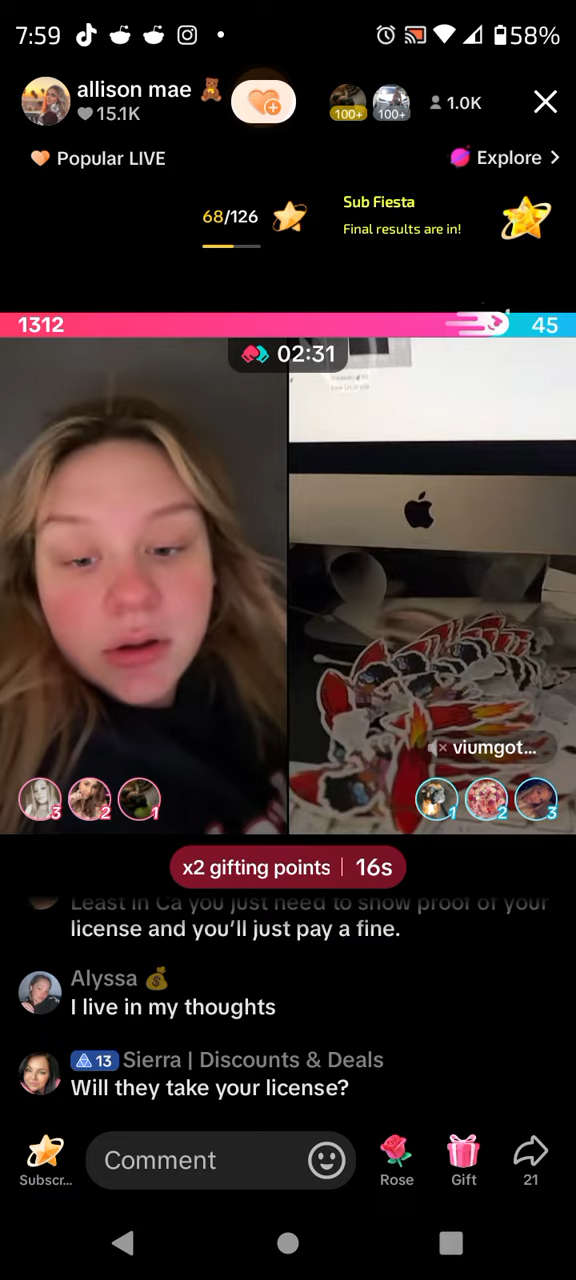 7:59
58%
allison mae 🧸
15.1K
100+
100+
1.0K
Popular LIVE
Explore >
68/126
Sub Fiesta
Final results are in!
1312
45
02:31
viumgot...
3
2
1
1
2
3
x2 gifting points | 16s
Least in Ca you just need to show proof of your
license and you'll just pay a fine.
Alyssa 💰
I live in my thoughts
13 Sierra | Discounts & Deals
Will they take your license?
Subscr...
Comment
Rose
Gift
21